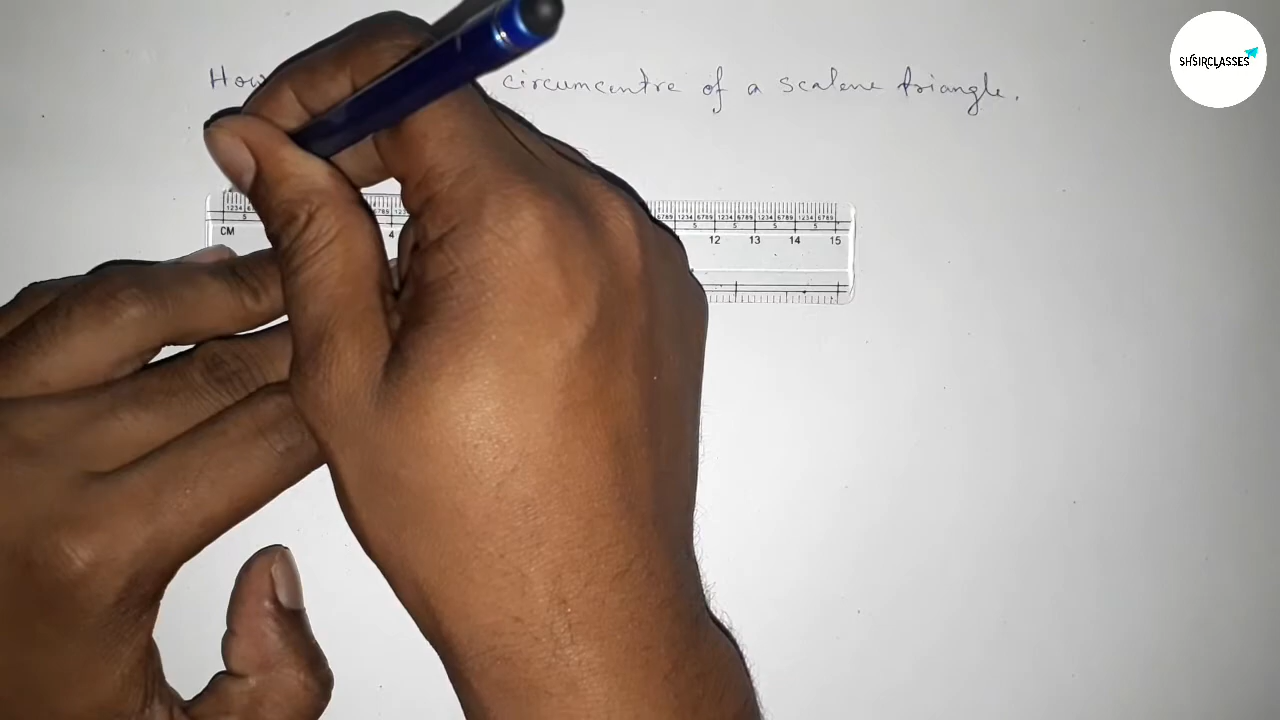 How circumcentre of a scalene triangle.
SHSIRCLASSES
CM 4 12 13 14 15